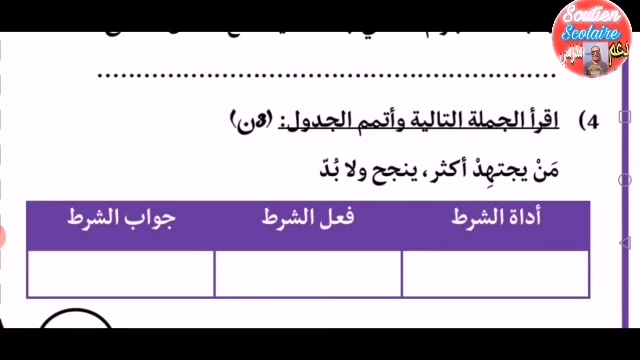 Soutien
Scolaire
دعم
........................................................
4) اقرأ الجملة التالية وأتمم الجدول: (3ن)
مَنْ يجتهِدْ أكثر، ينجح ولا بُدّ
أداة الشرط فعل الشرط جواب الشرط